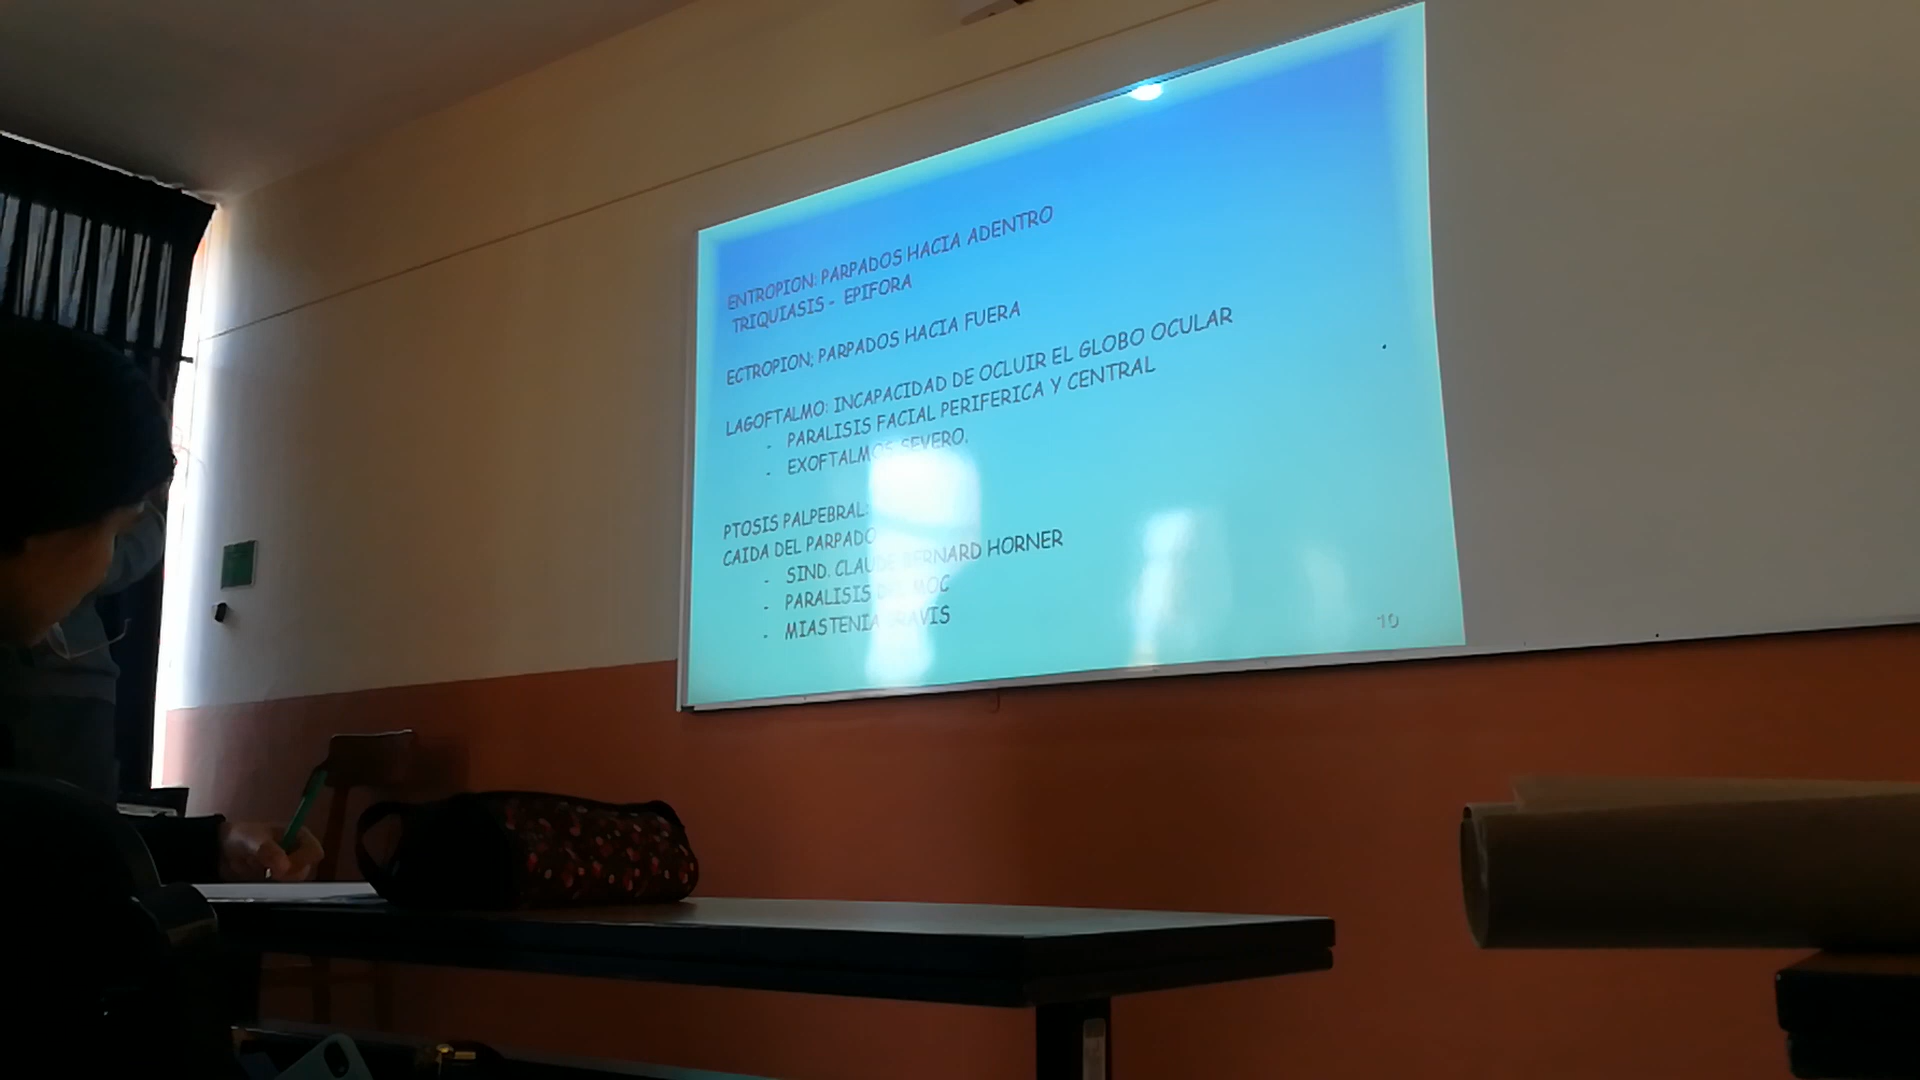 ENTROPION: PARPADOS HACIA ADENTRO
TRIQUIASIS - EPIFORA
ECTROPION; PARPADOS HACIA FUERA
LAGOFTALMO: INCAPACIDAD DE OCLUIR EL GLOBO OCULAR
- PARALISIS FACIAL PERIFERICA Y CENTRAL
- EXOFTALMOS SEVERO.
PTOSIS PALPEBRAL:
CAIDA DEL PARPADO
- SIND. CLAUDE BERNARD HORNER
- PARALISIS MOC
- MIASTENIA GRAVIS
10